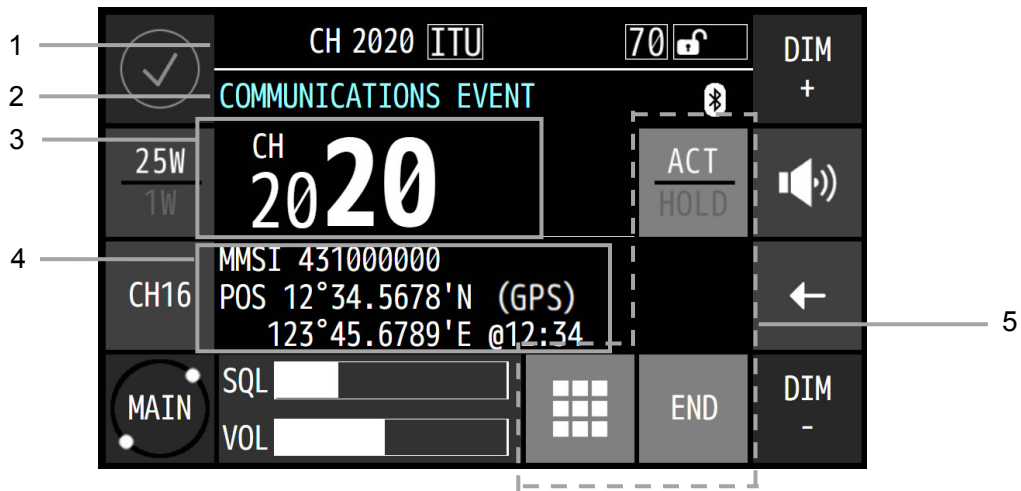 1
CH 2020 ITU 70
DIM
+
2
COMMUNICATIONS EVENT
3
25W
1W
CH
2020
ACT
HOLD
4
CH16
MMSI 431000000
POS 12°34.5678'N (GPS)
123°45.6789'E @12:34
5
MAIN
SQL
VOL
END
DIM
-